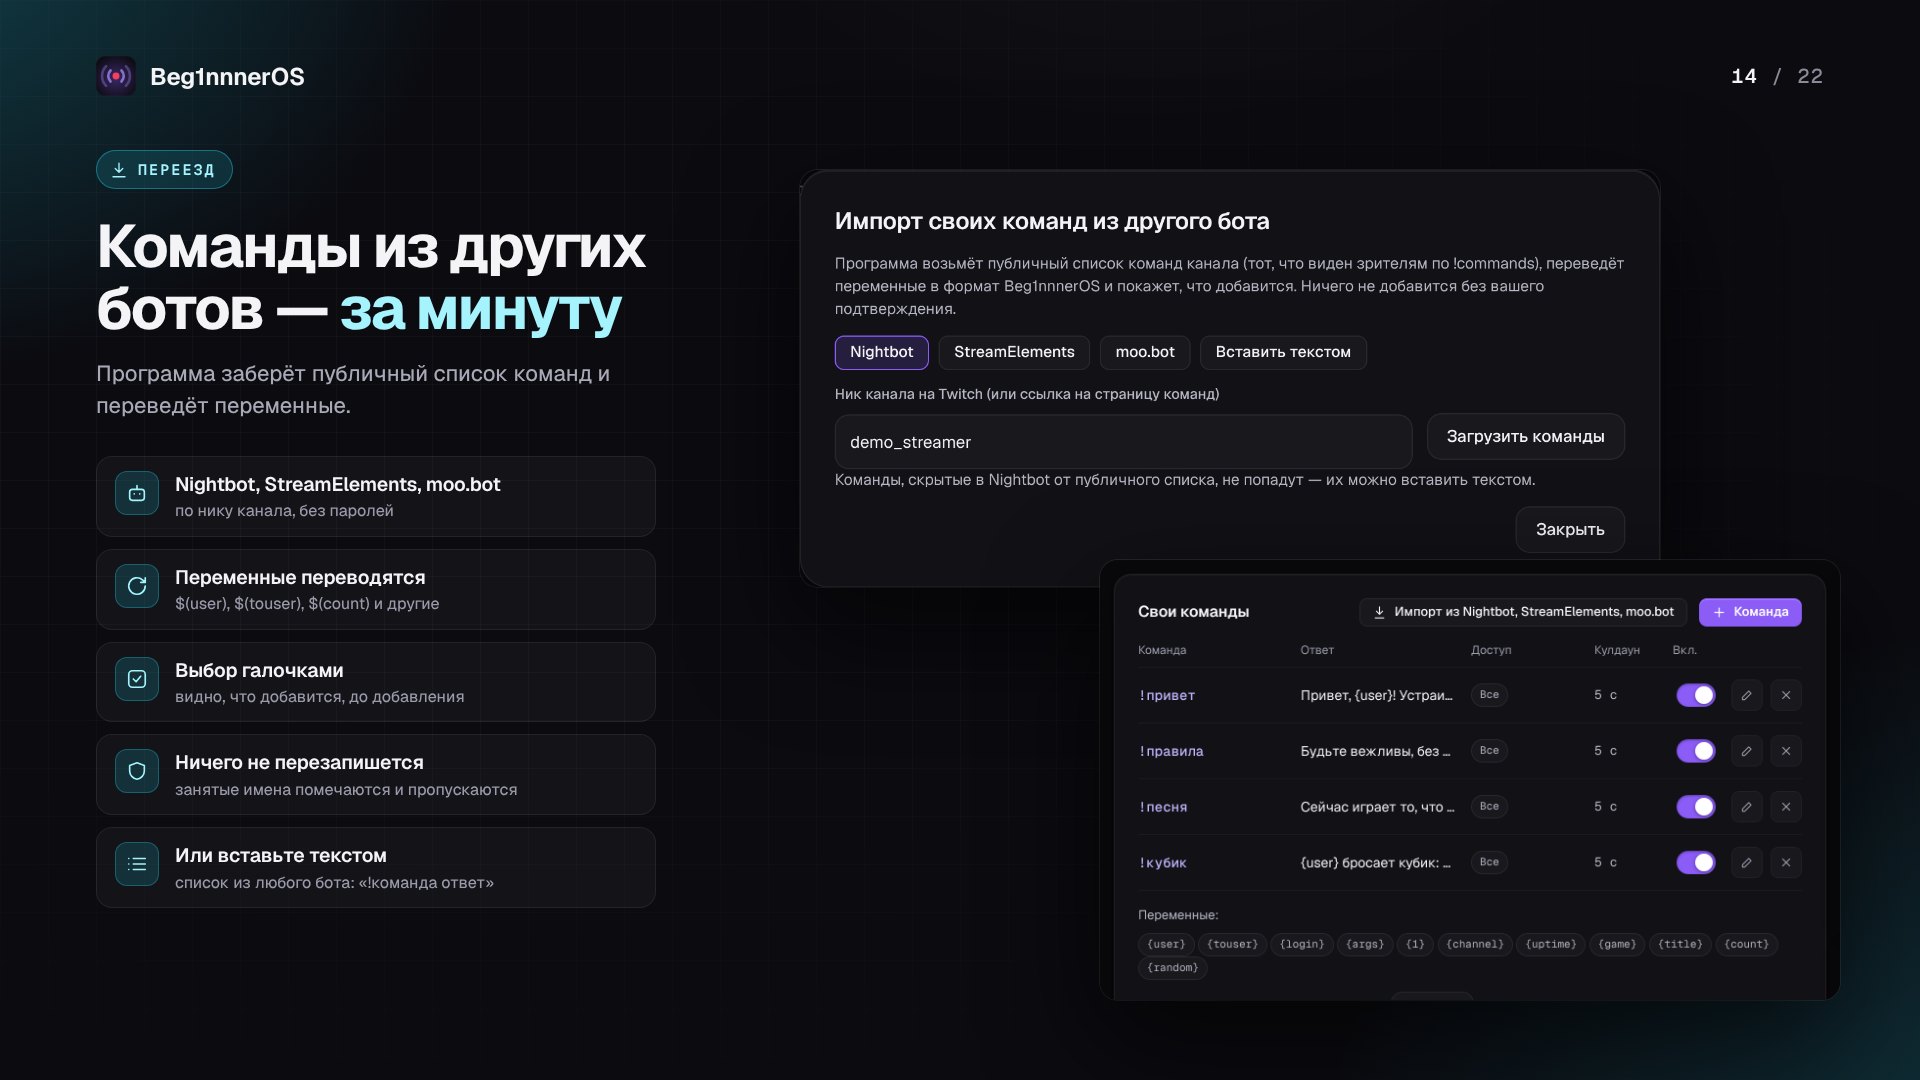 Beg1nnnerOS
14 / 22
ПЕРЕЕЗД
Команды из других
ботов — за минуту
Программа заберёт публичный список команд и
переведёт переменные.
Nightbot, StreamElements, moo.bot
по нику канала, без паролей
Переменные переводятся
$(user), $(touser), $(count) и другие
Выбор галочками
видно, что добавится, до добавления
Ничего не перезапишется
занятые имена помечаются и пропускаются
Или вставьте текстом
список из любого бота: «!команда ответ»
Импорт своих команд из другого бота
Программа возьмёт публичный список команд канала (тот, что виден зрителям по !commands), переведёт
переменные в формат Beg1nnnerOS и покажет, что добавится. Ничего не добавится без вашего
подтверждения.
Nightbot StreamElements moo.bot Вставить текстом
Ник канала на Twitch (или ссылка на страницу команд)
demo_streamer Загрузить команды
Команды, скрытые в Nightbot от публичного списка, не попадут — их можно вставить текстом.
Закрыть
Свои команды Импорт из Nightbot, StreamElements, moo.bot + Команда
Команда Ответ Доступ Кулдаун Вкл.
!привет Привет, {user}! Устраи... Все 5 с
!правила Будьте вежливы, без ... Все 5 с
!песня Сейчас играет то, что ... Все 5 с
!кубик {user} бросает кубик: ... Все 5 с
Переменные:
{user} {touser} {login} {args} {1} {channel} {uptime} {game} {title} {count}
{random}